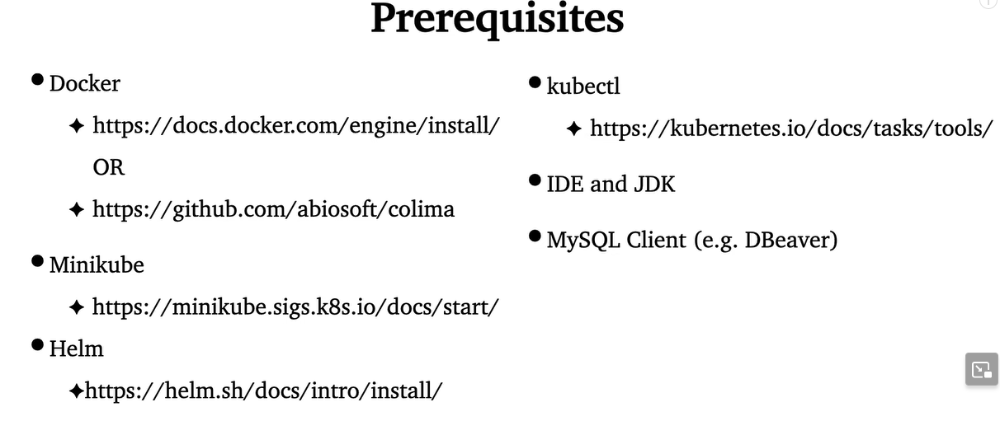 Prerequisites
● Docker
✦ https://docs.docker.com/engine/install/
OR
✦ https://github.com/abiosoft/colima
● Minikube
✦ https://minikube.sigs.k8s.io/docs/start/
● Helm
✦https://helm.sh/docs/intro/install/
● kubectl
✦ https://kubernetes.io/docs/tasks/tools/
● IDE and JDK
● MySQL Client (e.g. DBeaver)